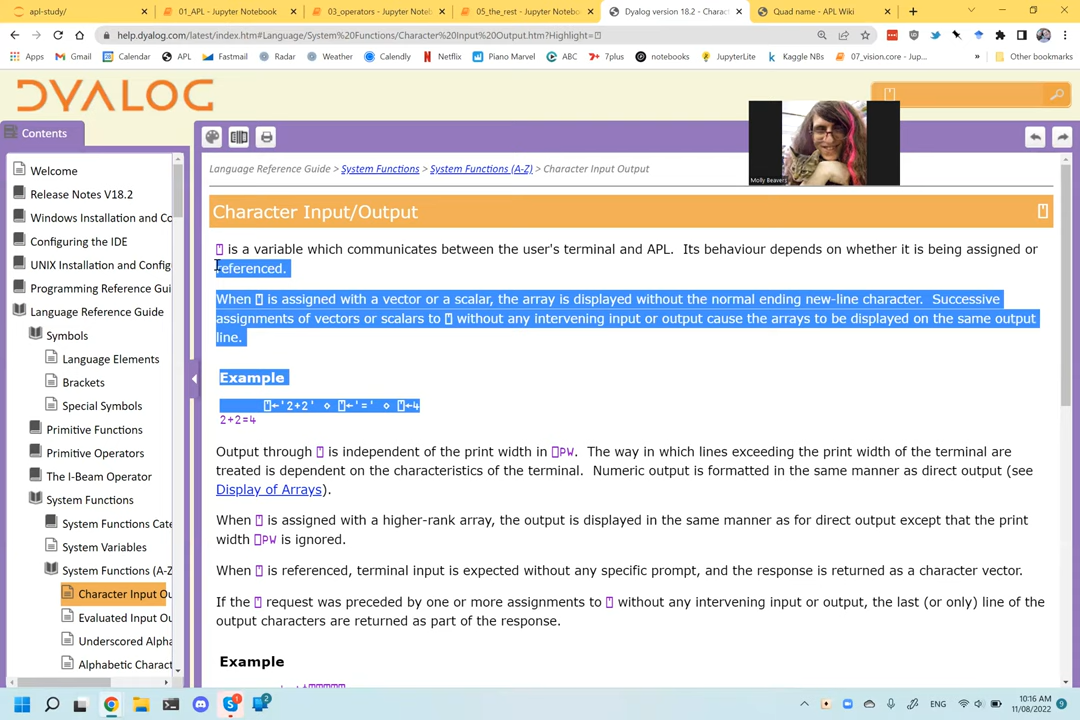 apl-study/
01_APL - Jupyter Notebook
03_operators - Jupyter Notebook
05_the_rest - Jupyter Notebook
Dyalog version 18.2 - Charac
Quad name - APL Wiki
help.dyalog.com/latest/index.htm#Language/System%20Functions/Character%20Input%20Output.htm?Highlight=⍞
Apps
Gmail
Calendar
APL
Fastmail
Radar
Weather
Calendly
Netflix
Piano Marvel
ABC
7plus
notebooks
JupyterLite
Kaggle NBs
07_vision.core - Jup...
»
Other bookmarks
DYALOG
⍞
Contents
Molly Beavers
Welcome
Release Notes V18.2
Windows Installation and Co
Configuring the IDE
UNIX Installation and Config
Programming Reference Gui
Language Reference Guide
Symbols
Language Elements
Brackets
Special Symbols
Primitive Functions
Primitive Operators
The I-Beam Operator
System Functions
System Functions Cate
System Variables
System Functions (A-Z
Character Input Ou
Evaluated Input Ou
Underscored Alpha
Alphabetic Charact
Language Reference Guide > System Functions > System Functions (A-Z) > Character Input Output
Character Input/Output ⍞
⍞ is a variable which communicates between the user's terminal and APL. Its behaviour depends on whether it is being assigned or
referenced.
When ⍞ is assigned with a vector or a scalar, the array is displayed without the normal ending new-line character. Successive
assignments of vectors or scalars to ⍞ without any intervening input or output cause the arrays to be displayed on the same output
line.
Example
⍞←'2+2' ⋄ ⍞←'=' ⋄ ⍞←4
2+2=4
Output through ⍞ is independent of the print width in ⎕PW. The way in which lines exceeding the print width of the terminal are
treated is dependent on the characteristics of the terminal. Numeric output is formatted in the same manner as direct output (see
Display of Arrays).
When ⍞ is assigned with a higher-rank array, the output is displayed in the same manner as for direct output except that the print
width ⎕PW is ignored.
When ⍞ is referenced, terminal input is expected without any specific prompt, and the response is returned as a character vector.
If the ⍞ request was preceded by one or more assignments to ⍞ without any intervening input or output, the last (or only) line of the
output characters are returned as part of the response.
Example
ENG
10:16 AM
11/08/2022